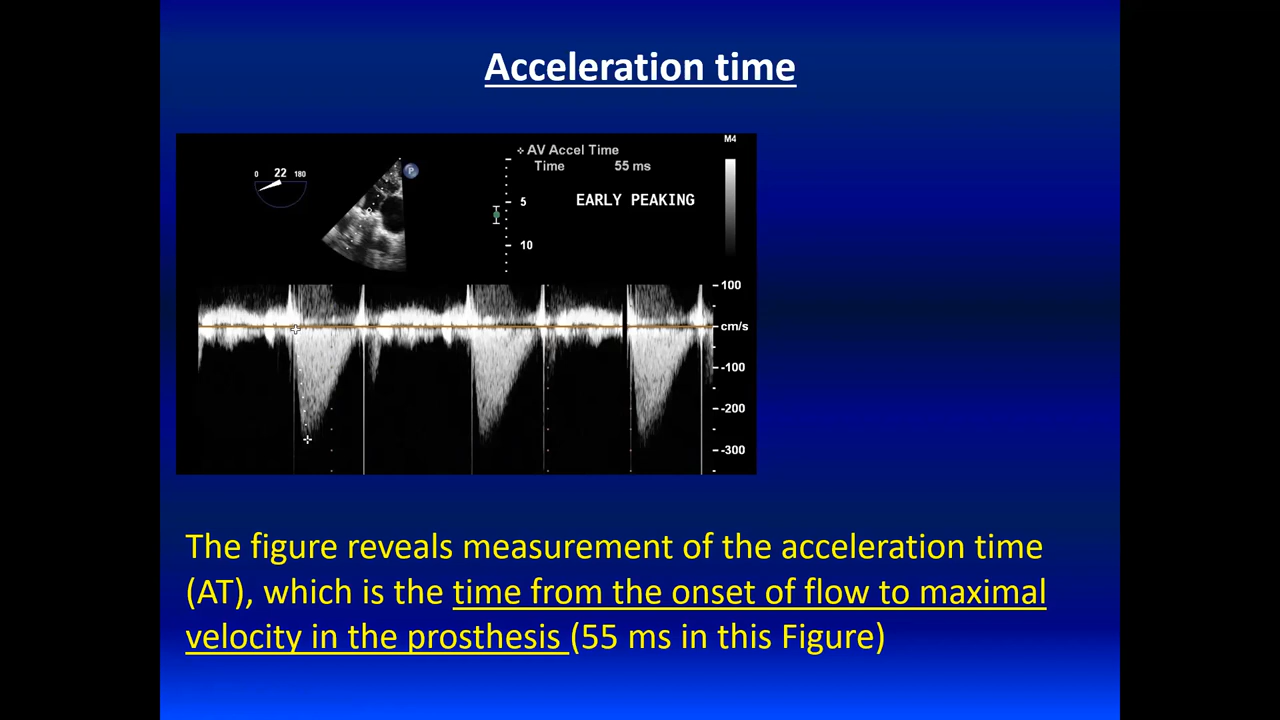 Acceleration time
M4
AV Accel Time
Time 55 ms
0 22 180
P
5
EARLY PEAKING
10
100
cm/s
-100
-200
-300
The figure reveals measurement of the acceleration time
(AT), which is the time from the onset of flow to maximal
velocity in the prosthesis (55 ms in this Figure)